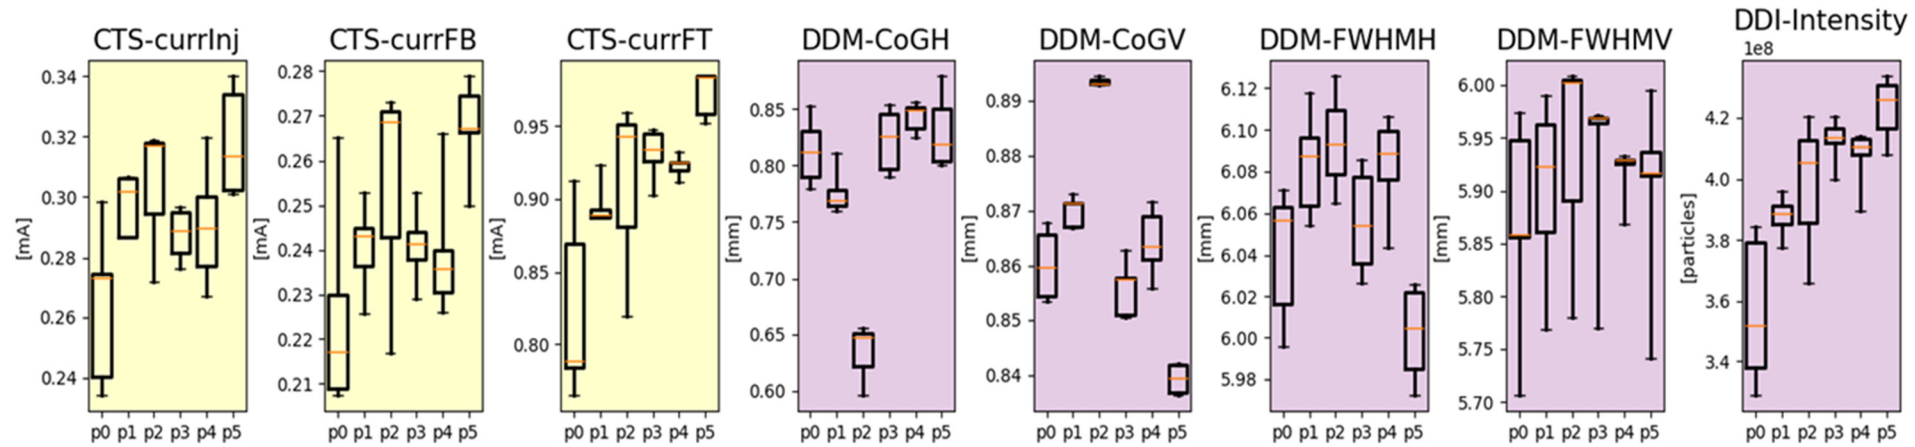 CTS-currInj
[mA]
0.34
0.32
0.30
0.28
0.26
0.24
p0 p1 p2 p3 p4 p5
CTS-currFB
[mA]
0.28
0.27
0.26
0.25
0.24
0.23
0.22
0.21
p0 p1 p2 p3 p4 p5
CTS-currFT
[mA]
0.95
0.90
0.85
0.80
p0 p1 p2 p3 p4 p5
DDM-CoGH
[mm]
0.85
0.80
0.75
0.70
0.65
0.60
p0 p1 p2 p3 p4 p5
DDM-CoGV
[mm]
0.89
0.88
0.87
0.86
0.85
0.84
p0 p1 p2 p3 p4 p5
DDM-FWHMH
[mm]
6.12
6.10
6.08
6.06
6.04
6.02
6.00
5.98
p0 p1 p2 p3 p4 p5
DDM-FWHMV
[mm]
6.00
5.95
5.90
5.85
5.80
5.75
5.70
p0 p1 p2 p3 p4 p5
DDI-Intensity
1e8
[particles]
4.2
4.0
3.8
3.6
3.4
p0 p1 p2 p3 p4 p5